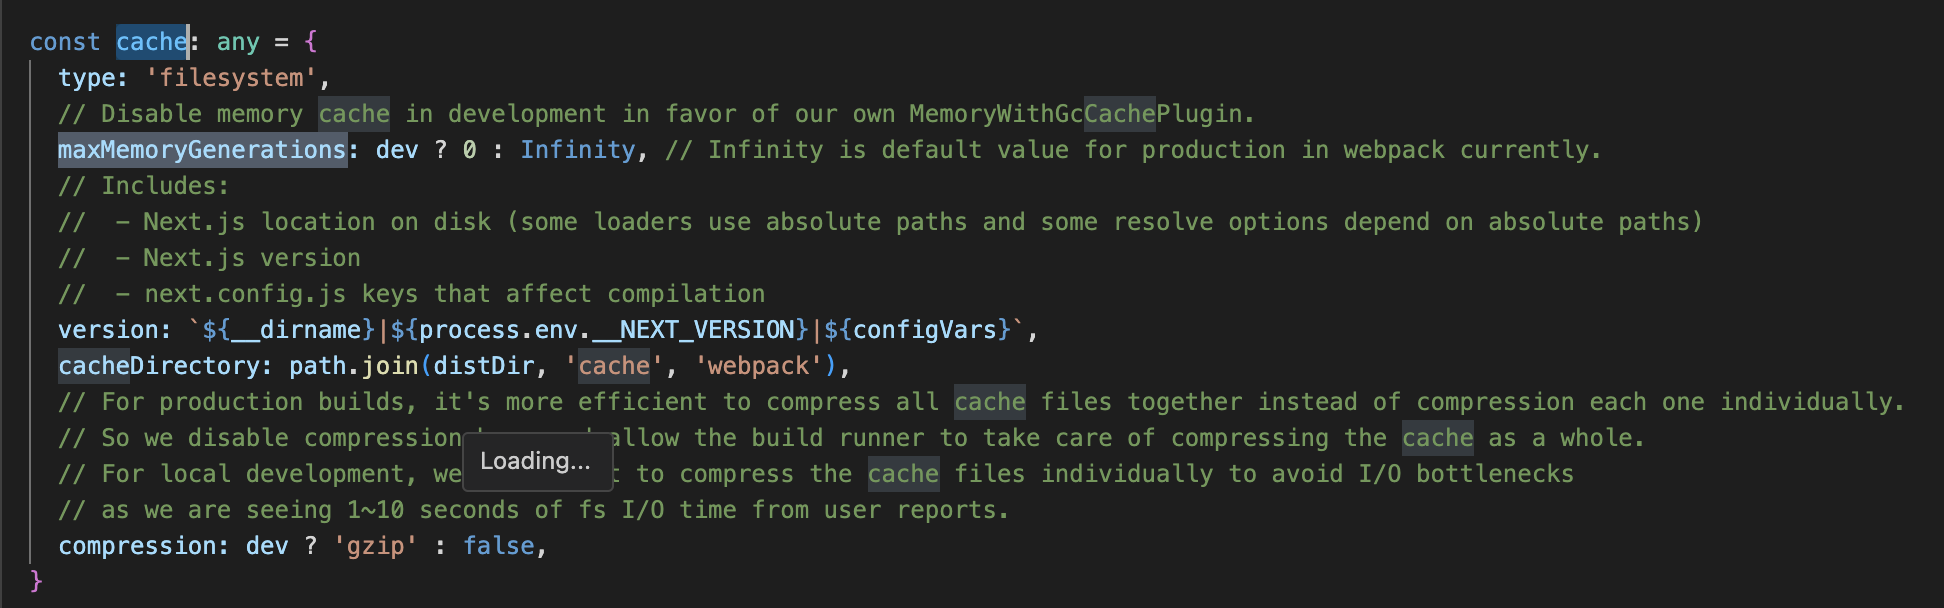 const cache: any = {
type: 'filesystem',
// Disable memory cache in development in favor of our own MemoryWithGcCachePlugin.
maxMemoryGenerations: dev ? 0 : Infinity, // Infinity is default value for production in webpack currently.
// Includes:
//  - Next.js location on disk (some loaders use absolute paths and some resolve options depend on absolute paths)
//  - Next.js version
//  - next.config.js keys that affect compilation
version: `${__dirname}|${process.env.__NEXT_VERSION}|${configVars}`,
cacheDirectory: path.join(distDir, 'cache', 'webpack'),
// For production builds, it's more efficient to compress all cache files together instead of compression each one individually.
// So we disable compression allow the build runner to take care of compressing the cache as a whole.
Loading...
// For local development, we to compress the cache files individually to avoid I/O bottlenecks
// as we are seeing 1~10 seconds of fs I/O time from user reports.
compression: dev ? 'gzip' : false,
}